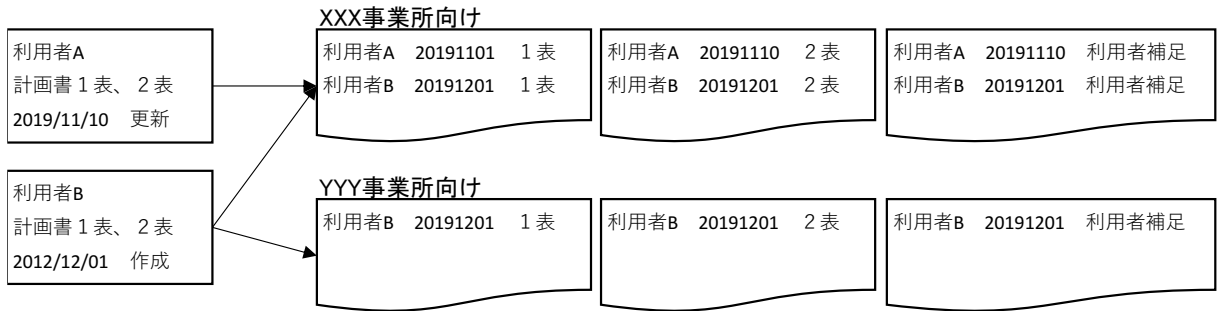 利用者A
計画書１表、２表
2019/11/10　更新
利用者B
計画書１表、２表
2012/12/01　作成
XXX事業所向け
利用者A　20191101　１表
利用者B　20191201　１表
利用者A　20191110　２表
利用者B　20191201　２表
利用者A　20191110　利用者補足
利用者B　20191201　利用者補足
YYY事業所向け
利用者B　20191201　１表
利用者B　20191201　２表
利用者B　20191201　利用者補足